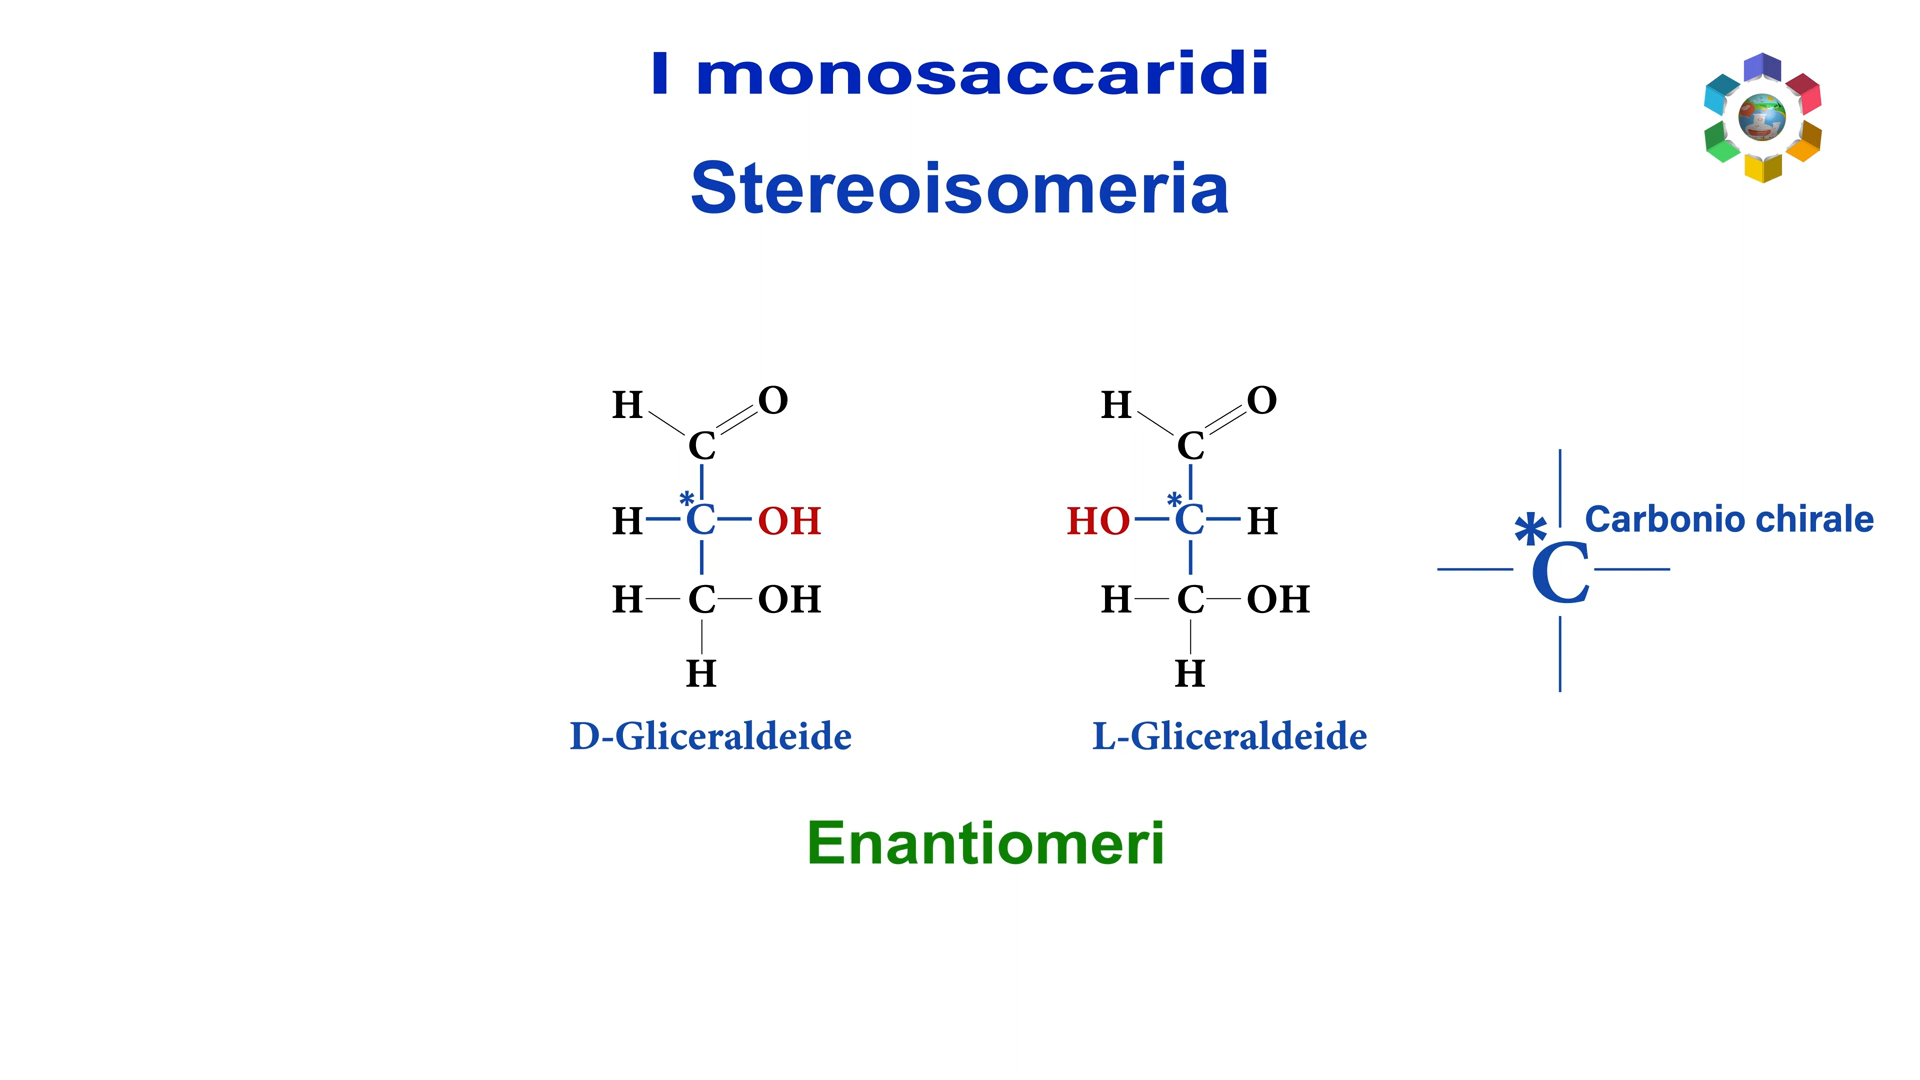 I monosaccaridi
Stereoisomeria
H O
C
H *C OH
H C OH
H
D-Gliceraldeide
H O
C
HO *C H
H C OH
H
L-Gliceraldeide
*C Carbonio chirale
Enantiomeri